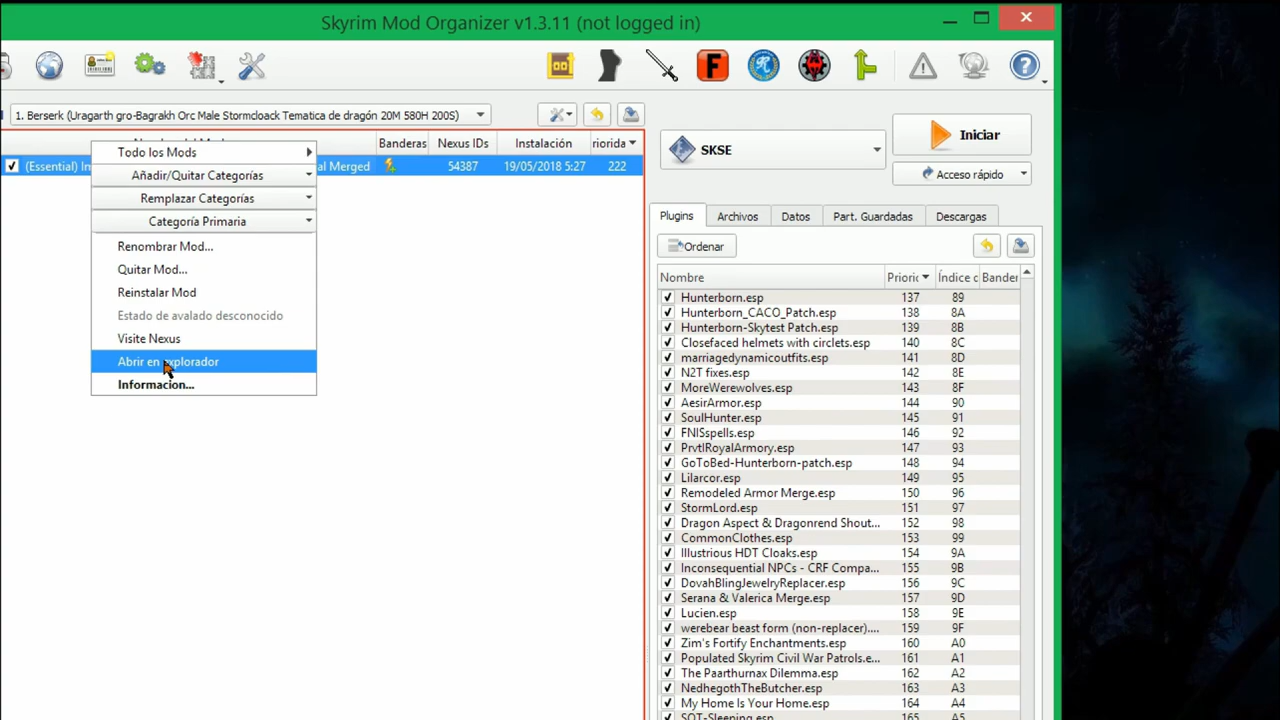 Skyrim Mod Organizer v1.3.11 (not logged in)
1. Berserk (Uragarth gro-Bagrakh Orc Male Stormcloack Tematica de dragón 20M 580H 200S)
Banderas Nexus IDs Instalación riorida
(Essential) In al Merged 54387 19/05/2018 5:27 222
Todo los Mods
Añadir/Quitar Categorías
Remplazar Categorías
Categoría Primaria
Renombrar Mod...
Quitar Mod...
Reinstalar Mod
Estado de avalado desconocido
Visite Nexus
Abrir en explorador
Informacion...
SKSE
Iniciar
Acceso rápido
Plugins Archivos Datos Part. Guardadas Descargas
Ordenar
Nombre Prioric Índice c Bander
Hunterborn.esp 137 89
Hunterborn_CACO_Patch.esp 138 8A
Hunterborn-Skytest Patch.esp 139 8B
Closefaced helmets with circlets.esp 140 8C
marriagedynamicoutfits.esp 141 8D
N2T fixes.esp 142 8E
MoreWerewolves.esp 143 8F
AesirArmor.esp 144 90
SoulHunter.esp 145 91
FNISspells.esp 146 92
PrvtlRoyalArmory.esp 147 93
GoToBed-Hunterborn-patch.esp 148 94
Lilarcor.esp 149 95
Remodeled Armor Merge.esp 150 96
StormLord.esp 151 97
Dragon Aspect & Dragonrend Shout... 152 98
CommonClothes.esp 153 99
Illustrious HDT Cloaks.esp 154 9A
Inconsequential NPCs - CRF Compa... 155 9B
DovahBlingJewelryReplacer.esp 156 9C
Serana & Valerica Merge.esp 157 9D
Lucien.esp 158 9E
werebear beast form (non-replacer).... 159 9F
Zim's Fortify Enchantments.esp 160 A0
Populated Skyrim Civil War Patrols.e... 161 A1
The Paarthurnax Dilemma.esp 162 A2
NedhegothTheButcher.esp 163 A3
My Home Is Your Home.esp 164 A4
SOT-Sleeping.esp 165 A5